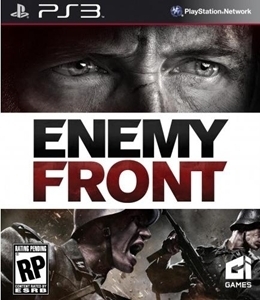 PS3
PlayStation Network
ENEMY
FRONT
RATING PENDING
RP
CONTENT RATED BY
ESRB
CI
GAMES